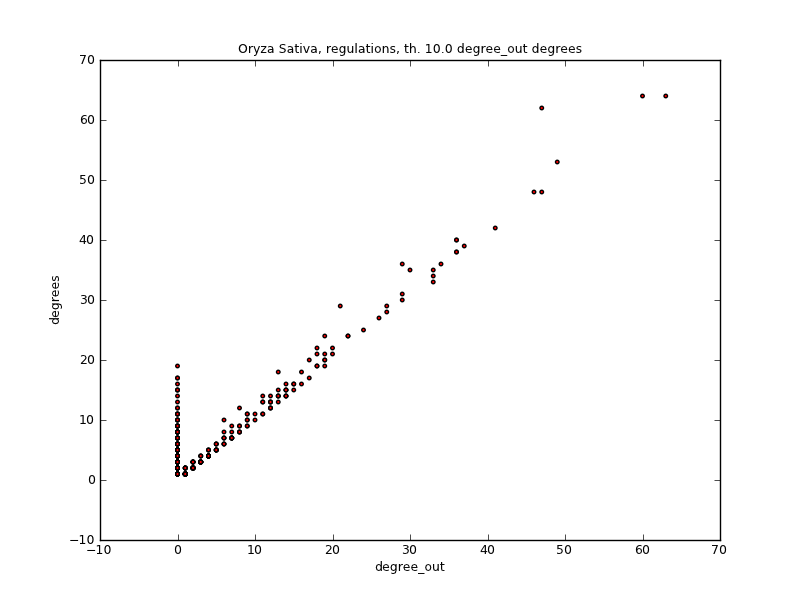 Oryza Sativa, regulations, th. 10.0 degree_out degrees
70
60
50
40
30
20
10
0
−10
degrees
−10 0 10 20 30 40 50 60 70
degree_out